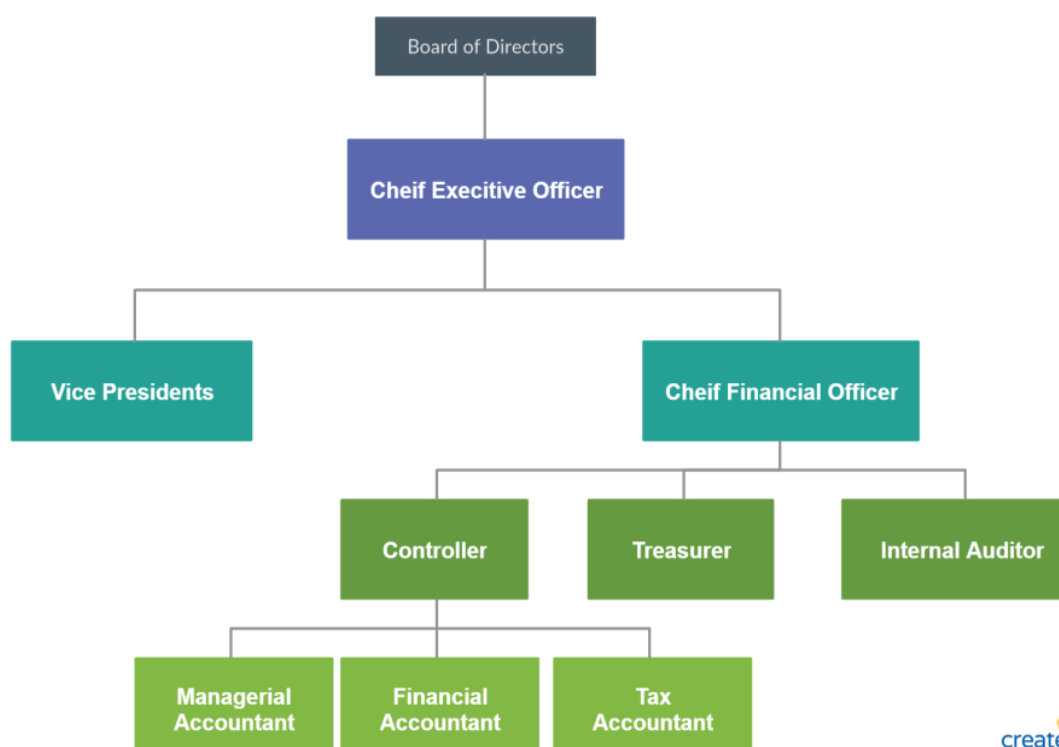 Board of Directors
Cheif Execitive Officer
Vice Presidents
Cheif Financial Officer
Controller
Treasurer
Internal Auditor
Managerial
Accountant
Financial
Accountant
Tax
Accountant
create